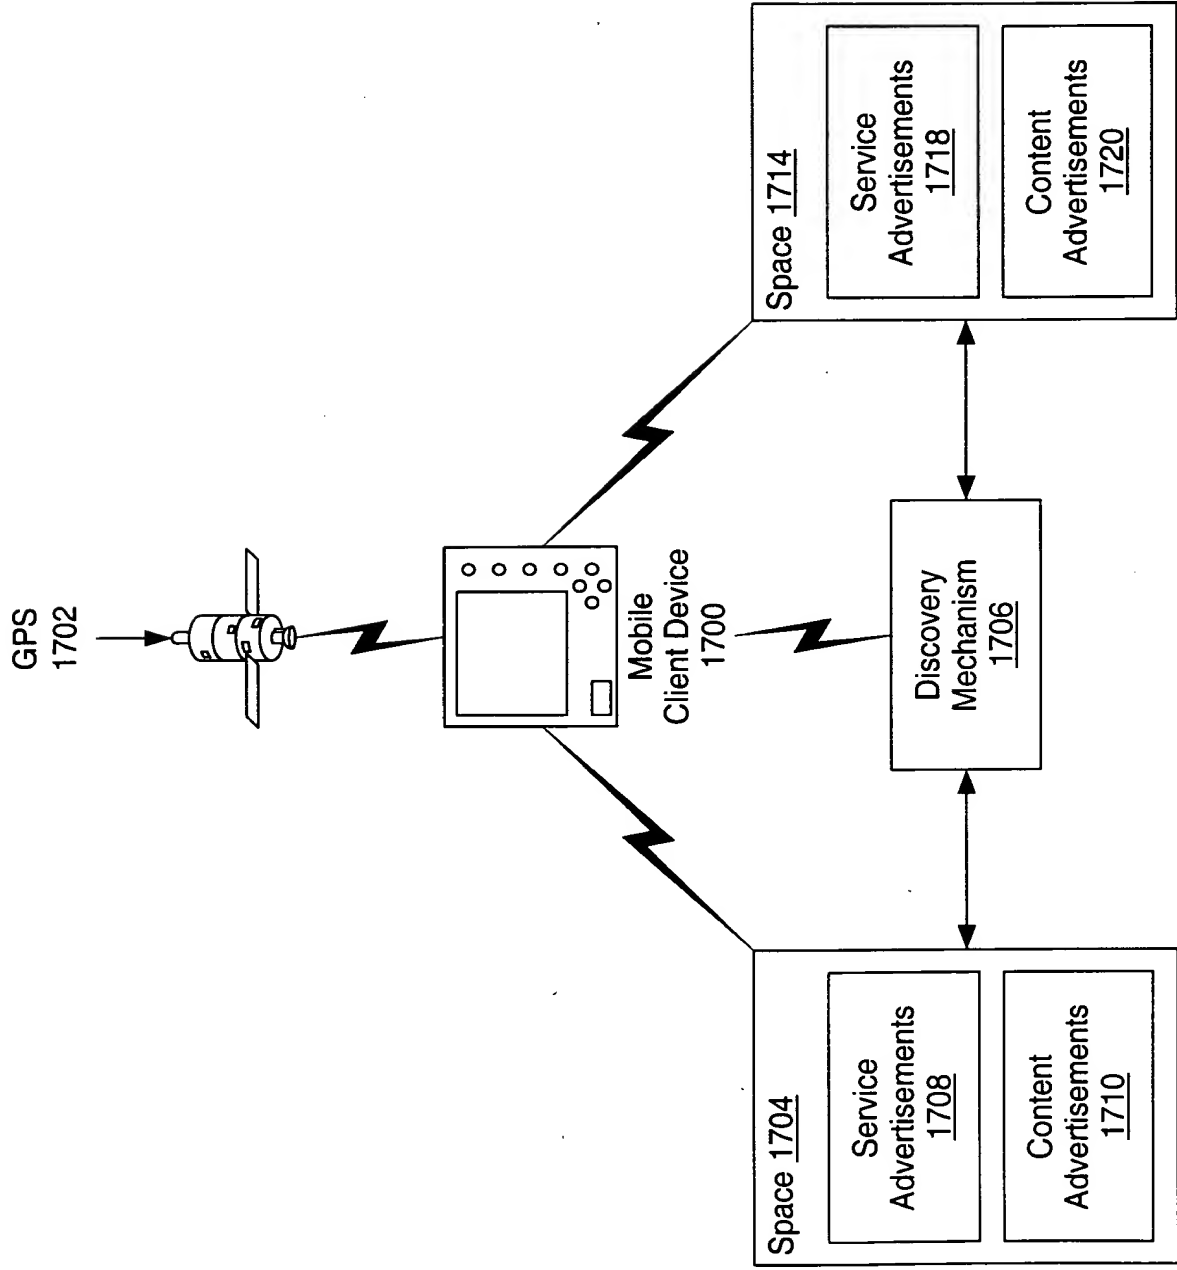 GPS
1702
Mobile
Client Device
1700
Discovery
Mechanism
1706
Space 1704
Service
Advertisements
1708
Content
Advertisements
1710
Space 1714
Service
Advertisements
1718
Content
Advertisements
1720